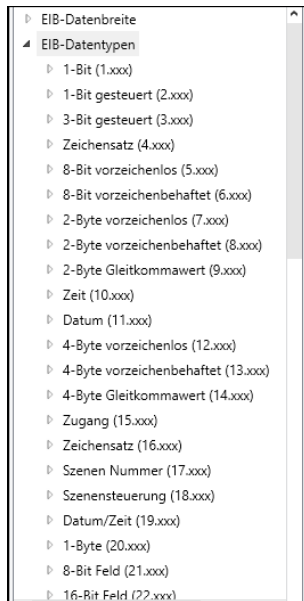 EIB-Datenbreite
EIB-Datentypen
1-Bit (1.xxx)
1-Bit gesteuert (2.xxx)
3-Bit gesteuert (3.xxx)
Zeichensatz (4.xxx)
8-Bit vorzeichenlos (5.xxx)
8-Bit vorzeichenbehaftet (6.xxx)
2-Byte vorzeichenlos (7.xxx)
2-Byte vorzeichenbehaftet (8.xxx)
2-Byte Gleitkommawert (9.xxx)
Zeit (10.xxx)
Datum (11.xxx)
4-Byte vorzeichenlos (12.xxx)
4-Byte vorzeichenbehaftet (13.xxx)
4-Byte Gleitkommawert (14.xxx)
Zugang (15.xxx)
Zeichensatz (16.xxx)
Szenen Nummer (17.xxx)
Szenensteuerung (18.xxx)
Datum/Zeit (19.xxx)
1-Byte (20.xxx)
8-Bit Feld (21.xxx)
16-Bit Feld (22.xxx)